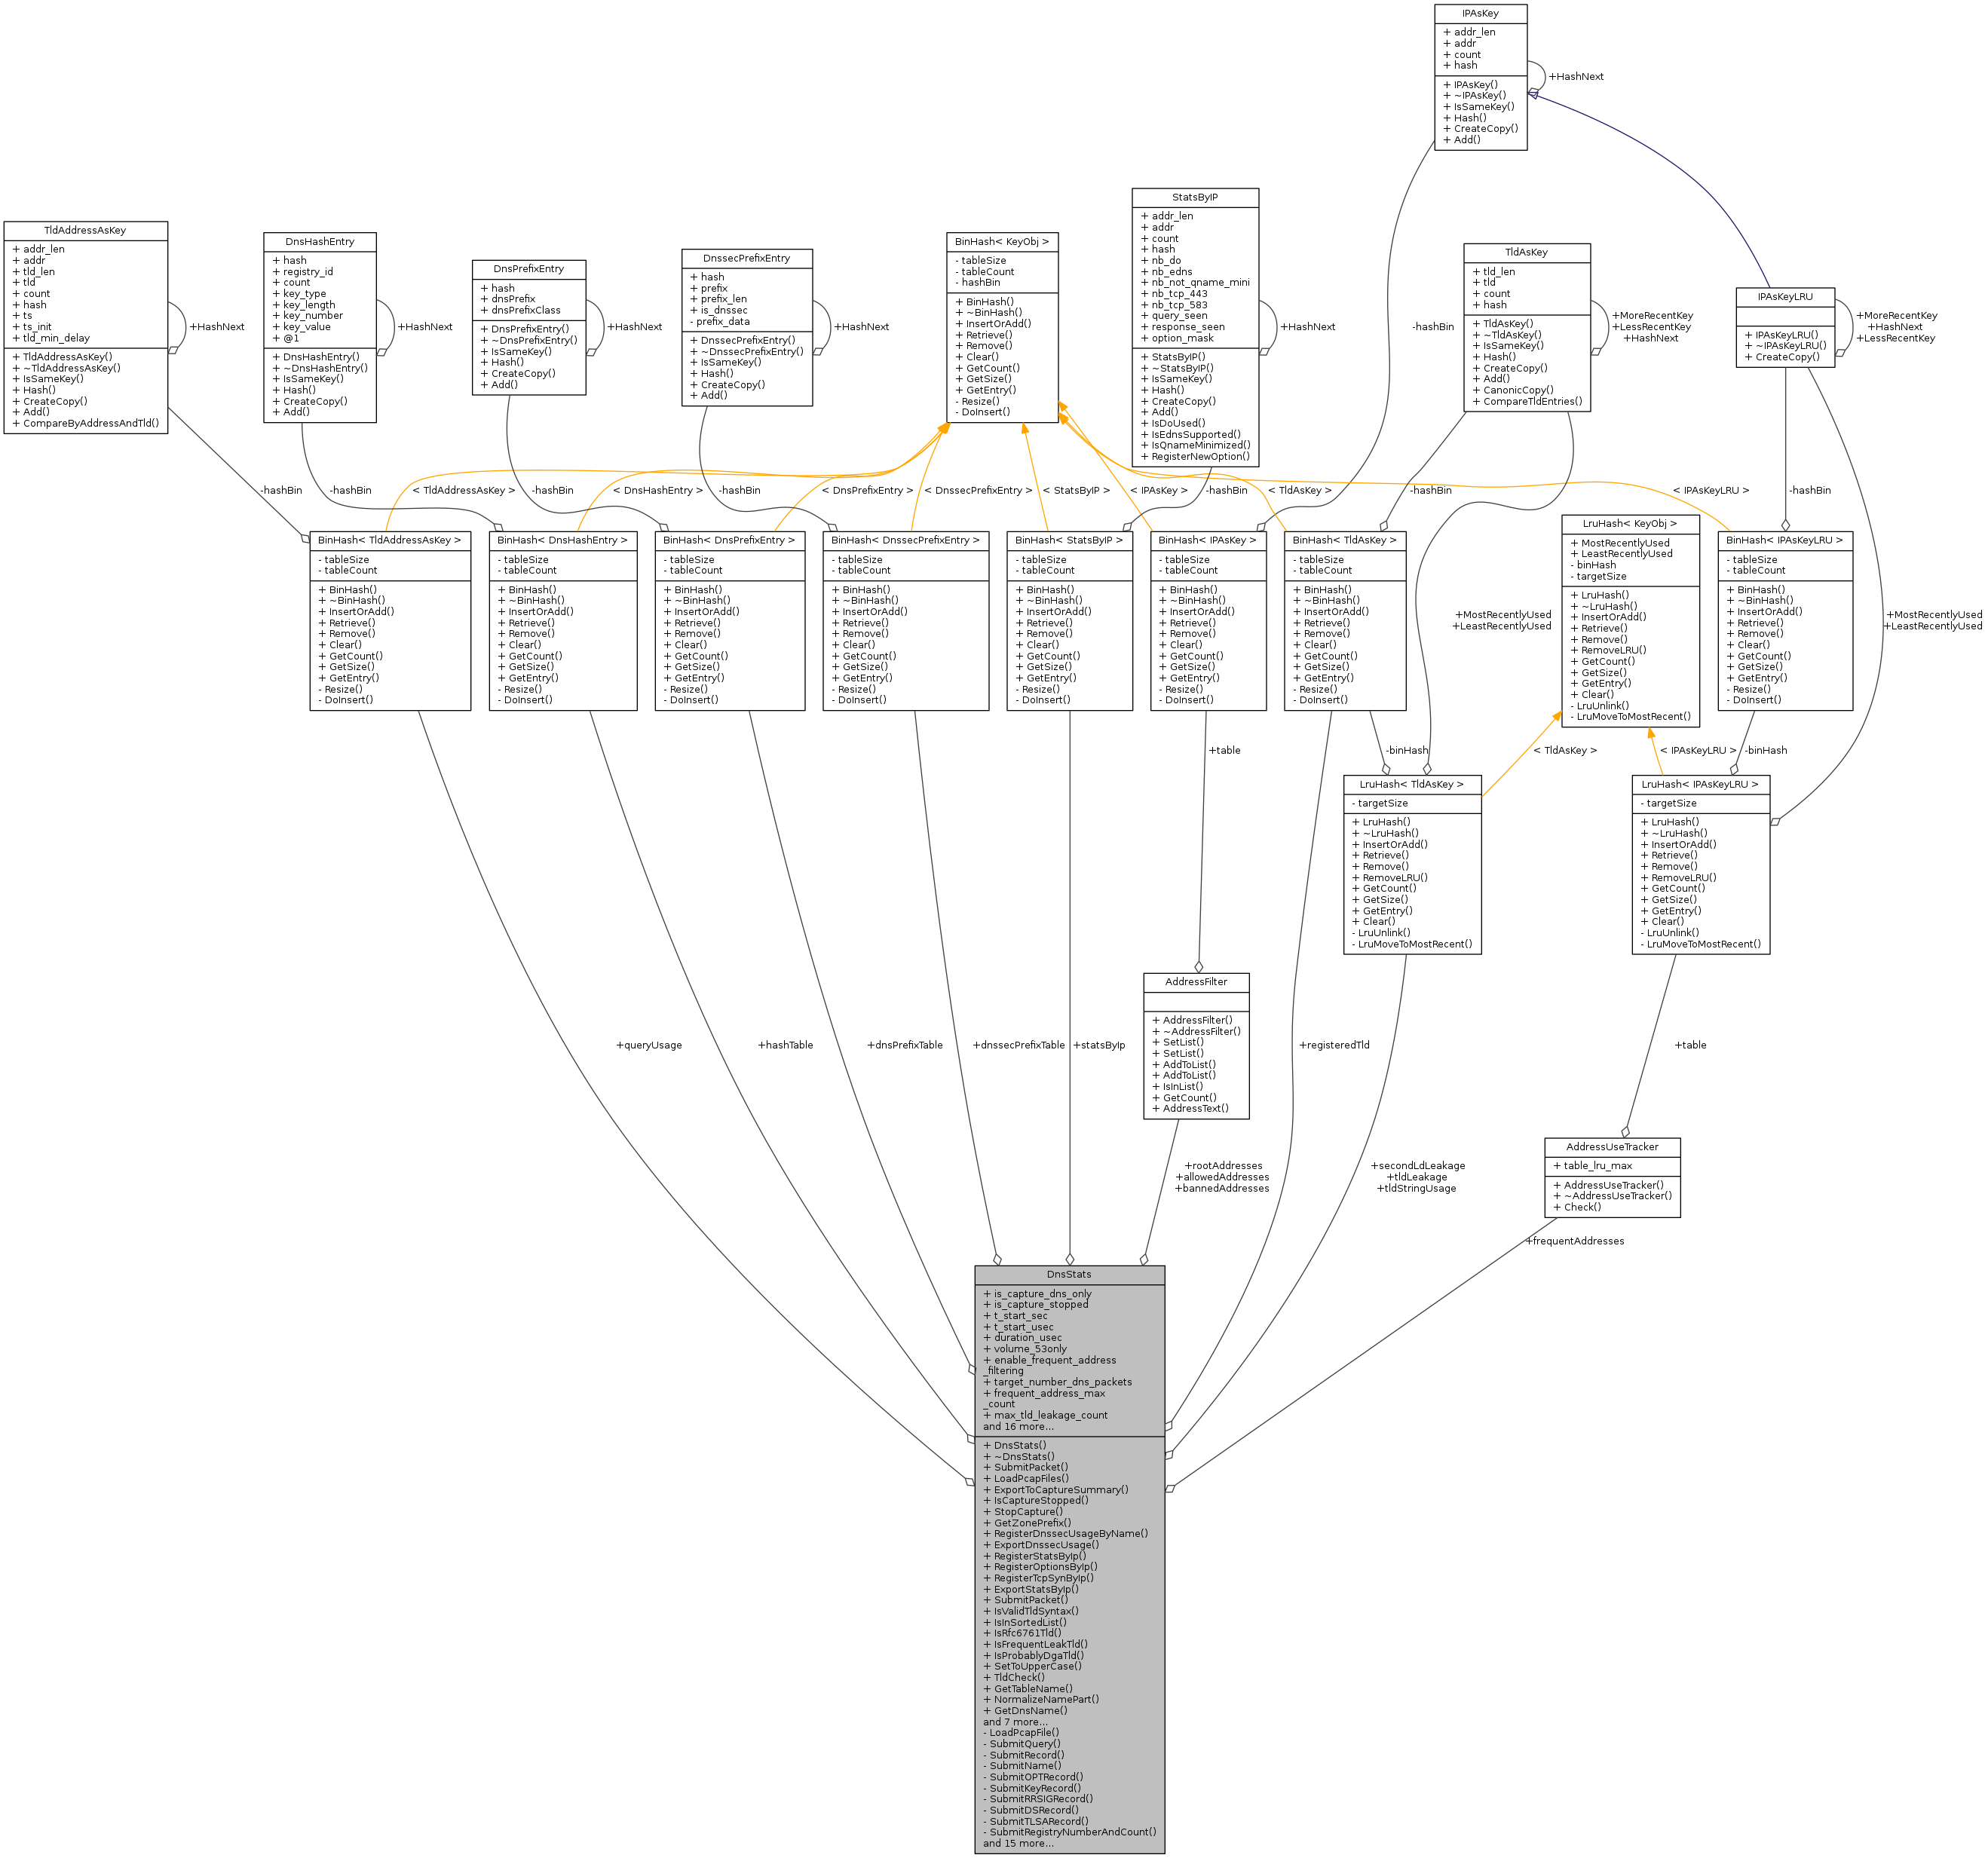 IPAsKey
+ addr_len
+ addr
+ count
+ hash
+ IPAsKey()
+ ~IPAsKey()
+ IsSameKey()
+ Hash()
+ CreateCopy()
+ Add()
+HashNext
StatsByIP
+ addr_len
+ addr
+ count
+ hash
+ nb_do
+ nb_edns
+ nb_not_qname_mini
+ nb_tcp_443
+ nb_tcp_583
+ query_seen
+ response_seen
+ option_mask
+ StatsByIP()
+ ~StatsByIP()
+ IsSameKey()
+ Hash()
+ CreateCopy()
+ Add()
+ IsDoUsed()
+ IsEdnsSupported()
+ IsQnameMinimized()
+ RegisterNewOption()
+HashNext
TldAddressAsKey
+ addr_len
+ addr
+ tld_len
+ tld
+ count
+ hash
+ ts
+ ts_init
+ tld_min_delay
+ TldAddressAsKey()
+ ~TldAddressAsKey()
+ IsSameKey()
+ Hash()
+ CreateCopy()
+ Add()
+ CompareByAddressAndTld()
+HashNext
DnsHashEntry
+ hash
+ registry_id
+ count
+ key_type
+ key_length
+ key_number
+ key_value
+ @1
+ DnsHashEntry()
+ ~DnsHashEntry()
+ IsSameKey()
+ Hash()
+ CreateCopy()
+ Add()
+HashNext
DnsPrefixEntry
+ hash
+ dnsPrefix
+ dnsPrefixClass
+ DnsPrefixEntry()
+ ~DnsPrefixEntry()
+ IsSameKey()
+ Hash()
+ CreateCopy()
+ Add()
+HashNext
DnssecPrefixEntry
+ hash
+ prefix
+ prefix_len
+ is_dnssec
- prefix_data
+ DnssecPrefixEntry()
+ ~DnssecPrefixEntry()
+ IsSameKey()
+ Hash()
+ CreateCopy()
+ Add()
+HashNext
BinHash< KeyObj >
- tableSize
- tableCount
- hashBin
+ BinHash()
+ ~BinHash()
+ InsertOrAdd()
+ Retrieve()
+ Remove()
+ Clear()
+ GetCount()
+ GetSize()
+ GetEntry()
- Resize()
- DoInsert()
TldAsKey
+ tld_len
+ tld
+ count
+ hash
+ TldAsKey()
+ ~TldAsKey()
+ IsSameKey()
+ Hash()
+ CreateCopy()
+ Add()
+ CanonicCopy()
+ CompareTldEntries()
+MoreRecentKey
+LessRecentKey
+HashNext
IPAsKeyLRU
+ IPAsKeyLRU()
+ ~IPAsKeyLRU()
+ CreateCopy()
+MoreRecentKey
+HashNext
+LessRecentKey
-hashBin
-hashBin
-hashBin
< TldAddressAsKey >
-hashBin
< DnsHashEntry >
-hashBin
< DnsPrefixEntry >
< DnssecPrefixEntry >
< StatsByIP >
< IPAsKey >
-hashBin
< TldAsKey >
-hashBin
< IPAsKeyLRU >
-hashBin
BinHash< TldAddressAsKey >
- tableSize
- tableCount
+ BinHash()
+ ~BinHash()
+ InsertOrAdd()
+ Retrieve()
+ Remove()
+ Clear()
+ GetCount()
+ GetSize()
+ GetEntry()
- Resize()
- DoInsert()
BinHash< DnsHashEntry >
- tableSize
- tableCount
+ BinHash()
+ ~BinHash()
+ InsertOrAdd()
+ Retrieve()
+ Remove()
+ Clear()
+ GetCount()
+ GetSize()
+ GetEntry()
- Resize()
- DoInsert()
BinHash< DnsPrefixEntry >
- tableSize
- tableCount
+ BinHash()
+ ~BinHash()
+ InsertOrAdd()
+ Retrieve()
+ Remove()
+ Clear()
+ GetCount()
+ GetSize()
+ GetEntry()
- Resize()
- DoInsert()
BinHash< DnssecPrefixEntry >
- tableSize
- tableCount
+ BinHash()
+ ~BinHash()
+ InsertOrAdd()
+ Retrieve()
+ Remove()
+ Clear()
+ GetCount()
+ GetSize()
+ GetEntry()
- Resize()
- DoInsert()
BinHash< StatsByIP >
- tableSize
- tableCount
+ BinHash()
+ ~BinHash()
+ InsertOrAdd()
+ Retrieve()
+ Remove()
+ Clear()
+ GetCount()
+ GetSize()
+ GetEntry()
- Resize()
- DoInsert()
BinHash< IPAsKey >
- tableSize
- tableCount
+ BinHash()
+ ~BinHash()
+ InsertOrAdd()
+ Retrieve()
+ Remove()
+ Clear()
+ GetCount()
+ GetSize()
+ GetEntry()
- Resize()
- DoInsert()
BinHash< TldAsKey >
- tableSize
- tableCount
+ BinHash()
+ ~BinHash()
+ InsertOrAdd()
+ Retrieve()
+ Remove()
+ Clear()
+ GetCount()
+ GetSize()
+ GetEntry()
- Resize()
- DoInsert()
+MostRecentlyUsed
+LeastRecentlyUsed
LruHash< KeyObj >
+ MostRecentlyUsed
+ LeastRecentlyUsed
- binHash
- targetSize
+ LruHash()
+ ~LruHash()
+ InsertOrAdd()
+ Retrieve()
+ Remove()
+ RemoveLRU()
+ GetCount()
+ GetSize()
+ GetEntry()
+ Clear()
- LruUnlink()
- LruMoveToMostRecent()
BinHash< IPAsKeyLRU >
- tableSize
- tableCount
+ BinHash()
+ ~BinHash()
+ InsertOrAdd()
+ Retrieve()
+ Remove()
+ Clear()
+ GetCount()
+ GetSize()
+ GetEntry()
- Resize()
- DoInsert()
+MostRecentlyUsed
+LeastRecentlyUsed
+table
-binHash
< TldAsKey >
< IPAsKeyLRU >
-binHash
LruHash< TldAsKey >
- targetSize
+ LruHash()
+ ~LruHash()
+ InsertOrAdd()
+ Retrieve()
+ Remove()
+ RemoveLRU()
+ GetCount()
+ GetSize()
+ GetEntry()
+ Clear()
- LruUnlink()
- LruMoveToMostRecent()
LruHash< IPAsKeyLRU >
- targetSize
+ LruHash()
+ ~LruHash()
+ InsertOrAdd()
+ Retrieve()
+ Remove()
+ RemoveLRU()
+ GetCount()
+ GetSize()
+ GetEntry()
+ Clear()
- LruUnlink()
- LruMoveToMostRecent()
AddressFilter
+ AddressFilter()
+ ~AddressFilter()
+ SetList()
+ SetList()
+ AddToList()
+ AddToList()
+ IsInList()
+ GetCount()
+ AddressText()
+queryUsage
+hashTable
+dnsPrefixTable
+dnssecPrefixTable
+statsByIp
+registeredTld
+table
AddressUseTracker
+ table_lru_max
+ AddressUseTracker()
+ ~AddressUseTracker()
+ Check()
+rootAddresses
+allowedAddresses
+bannedAddresses
+secondLdLeakage
+tldLeakage
+tldStringUsage
+frequentAddresses
DnsStats
+ is_capture_dns_only
+ is_capture_stopped
+ t_start_sec
+ t_start_usec
+ duration_usec
+ volume_53only
+ enable_frequent_address
_filtering
+ target_number_dns_packets
+ frequent_address_max
_count
+ max_tld_leakage_count
and 16 more...
+ DnsStats()
+ ~DnsStats()
+ SubmitPacket()
+ LoadPcapFiles()
+ ExportToCaptureSummary()
+ IsCaptureStopped()
+ StopCapture()
+ GetZonePrefix()
+ RegisterDnssecUsageByName()
+ ExportDnssecUsage()
+ RegisterStatsByIp()
+ RegisterOptionsByIp()
+ RegisterTcpSynByIp()
+ ExportStatsByIp()
+ SubmitPacket()
+ IsValidTldSyntax()
+ IsInSortedList()
+ IsRfc6761Tld()
+ IsFrequentLeakTld()
+ IsProbablyDgaTld()
+ SetToUpperCase()
+ TldCheck()
+ GetTableName()
+ NormalizeNamePart()
+ GetDnsName()
and 7 more...
- LoadPcapFile()
- SubmitQuery()
- SubmitRecord()
- SubmitName()
- SubmitOPTRecord()
- SubmitKeyRecord()
- SubmitRRSIGRecord()
- SubmitDSRecord()
- SubmitTLSARecord()
- SubmitRegistryNumberAndCount()
and 15 more...